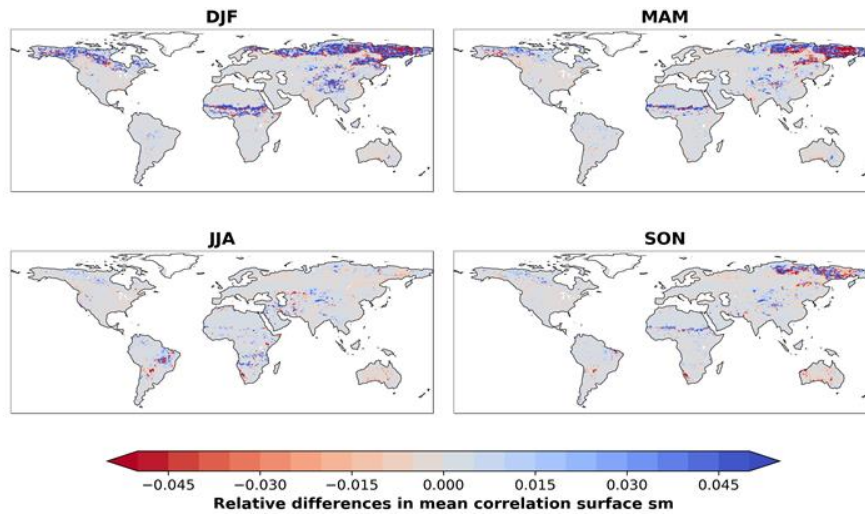 DJF
MAM
JJA
SON
−0.045 −0.030 −0.015 0.000 0.015 0.030 0.045
Relative differences in mean correlation surface sm